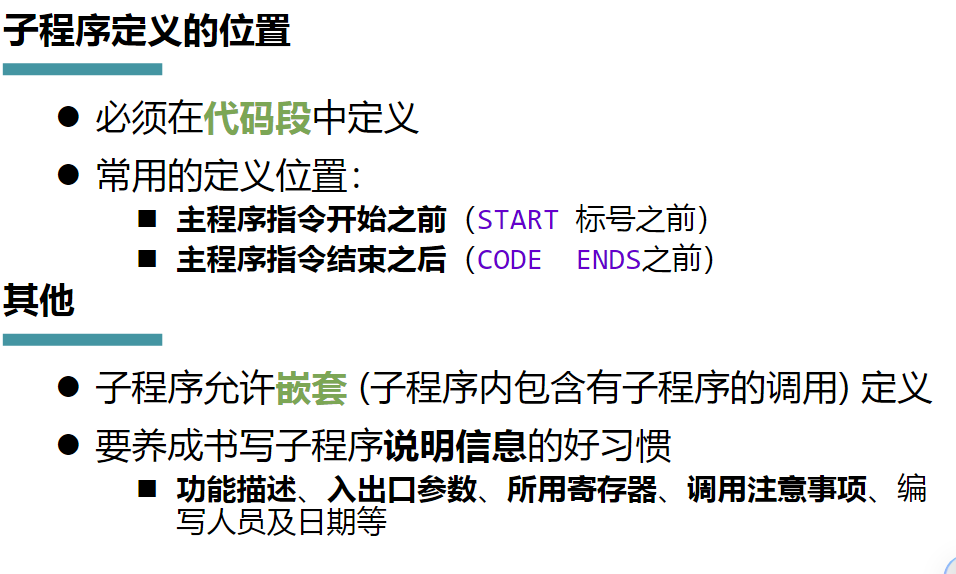 子程序定义的位置
● 必须在代码段中定义
● 常用的定义位置：
■ 主程序指令开始之前（START 标号之前）
■ 主程序指令结束之后（CODE ENDS之前）
其他
● 子程序允许嵌套 (子程序内包含有子程序的调用) 定义
● 要养成书写子程序说明信息的好习惯
■ 功能描述、入出口参数、所用寄存器、调用注意事项、编
写人员及日期等